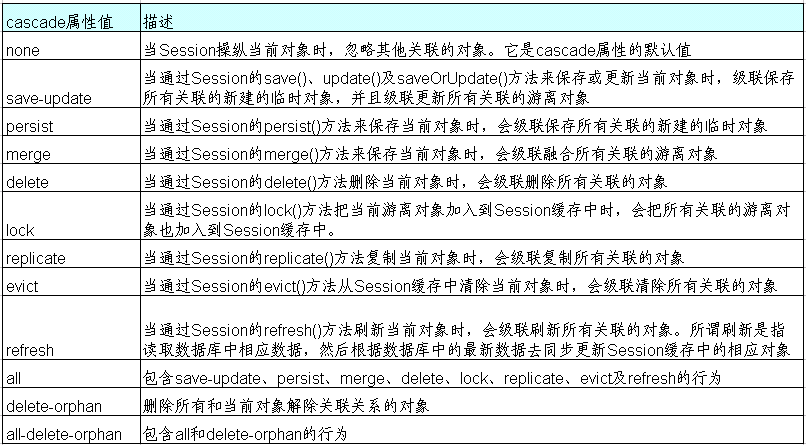 cascade属性值 描述
none 当Session操纵当前对象时，忽略其他关联的对象。它是cascade属性的默认值
当通过Session的save()、update()及saveOrUpdate()方法来保存或更新当前对象时，级联保存
save-update 所有关联的新建的临时对象，并且级联更新所有关联的游离对象
persist 当通过Session的persist()方法来保存当前对象时，会级联保存所有关联的新建的临时对象
merge 当通过Session的merge()方法来保存当前对象时，会级联融合所有关联的游离对象
delete 当通过Session的delete()方法删除当前对象时，会级联删除所有关联的对象
当通过Session的lock()方法把当前游离对象加入到Session缓存中时，会把所有关联的游离对
lock 象也加入到Session缓存中。
replicate 当通过Session的replicate()方法复制当前对象时，会级联复制所有关联的对象
evict 当通过Session的evict()方法从Session缓存中清除当前对象时，会级联清除所有关联的对象
当通过Session的refresh()方法刷新当前对象时，会级联刷新所有关联的对象。所谓刷新是指
refresh 读取数据库中相应数据，然后根据数据库中的最新数据去同步更新Session缓存中的相应对象
all 包含save-update、persist、merge、delete、lock、replicate、evict及refresh的行为
delete-orphan 删除所有和当前对象解除关联关系的对象
all-delete-orphan 包含all和delete-orphan的行为